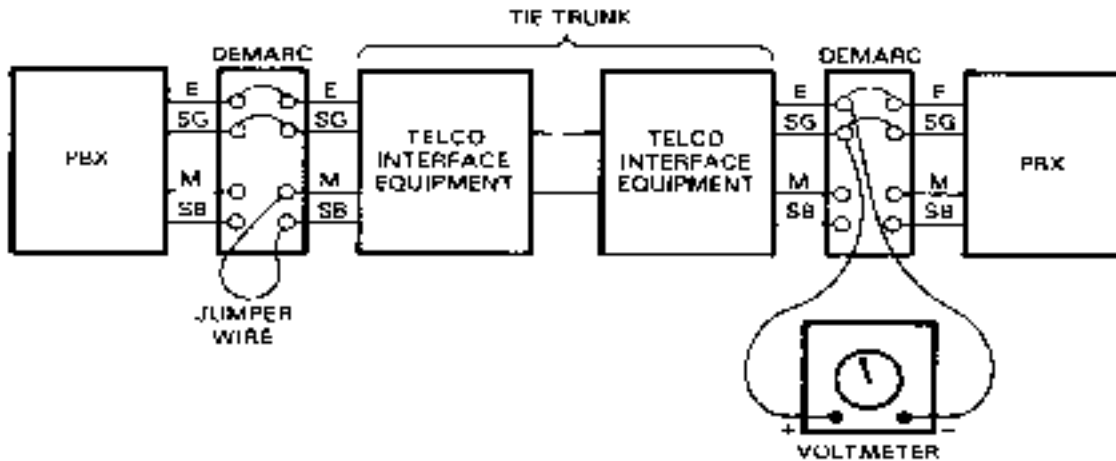 TIE TRUNK
DEMARC
DEMARC
E
E
E
E
SG
SG
SG
SG
PBX
TELCO
INTERFACE
EQUIPMENT
TELCO
INTERFACE
EQUIPMENT
PBX
M
M
M
M
SB
SB
SB
SB
JUMPER
WIRE
+
–
VOLTMETER